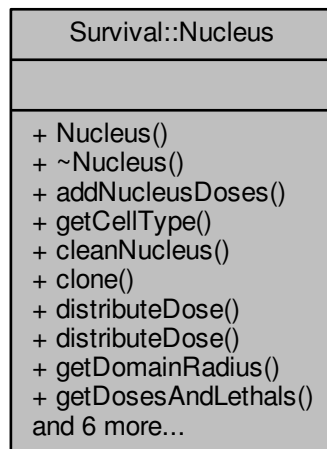 Survival::Nucleus
+ Nucleus()
+ ~Nucleus()
+ addNucleusDoses()
+ getCellType()
+ cleanNucleus()
+ clone()
+ distributeDose()
+ distributeDose()
+ getDomainRadius()
+ getDosesAndLethals()
and 6 more...